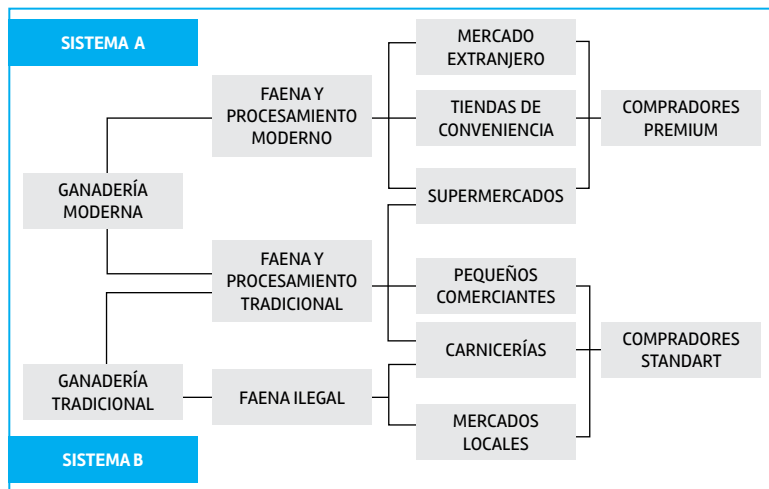 SISTEMA A
MERCADO
EXTRANJERO
FAENA Y
PROCESAMIENTO
MODERNO
TIENDAS DE
CONVENIENCIA
COMPRADORES
PREMIUM
GANADERÍA
MODERNA
SUPERMERCADOS
FAENA Y
PROCESAMIENTO
TRADICIONAL
PEQUEÑOS
COMERCIANTES
CARNICERÍAS
COMPRADORES
STANDART
GANADERÍA
TRADICIONAL
FAENA ILEGAL
MERCADOS
LOCALES
SISTEMA B